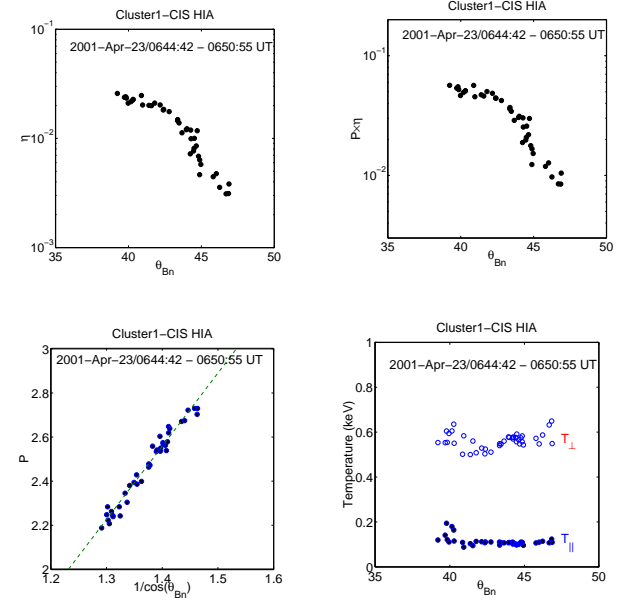 Cluster1−CIS HIA
2001−Apr−23/0644:42 − 0650:55 UT
10−1
10−2
10−3
η
35 40 45 50
θBn
Cluster1−CIS HIA
2001−Apr−23/0644:42 − 0650:55 UT
10−1
10−2
P×η
35 40 45 50
θBn
Cluster1−CIS HIA
2001−Apr−23/0644:42 − 0650:55 UT
3
2.8
2.6
2.4
2.2
2
P
1.2 1.3 1.4 1.5 1.6
1/cos(θBn)
Cluster1−CIS HIA
2001−Apr−23/0644:42 − 0650:55 UT
1
0.8
0.6
0.4
0.2
0
Temperature (keV)
T⊥
T||
35 40 45 50
θBn